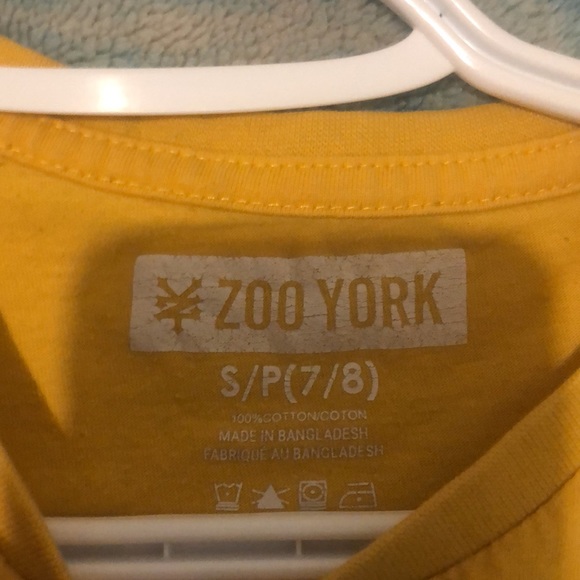 ZOO YORK
S/P(7/8)
100%COTTON/COTON
MADE IN BANGLADESH
FABRIQUE AU BANGLADESH